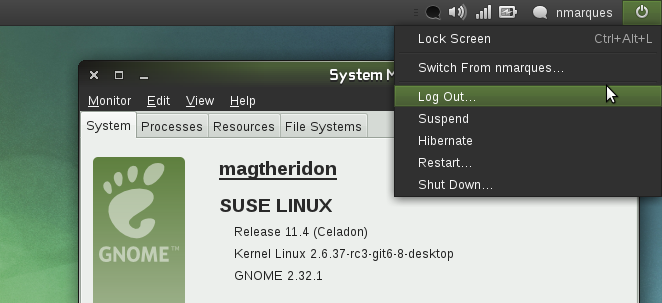 nmarques
Lock Screen Ctrl+Alt+L
Switch From nmarques...
Log Out...
Suspend
Hibernate
Restart...
Shut Down...
System M
Monitor Edit View Help
System Processes Resources File Systems
magtheridon
SUSE LINUX
Release 11.4 (Celadon)
Kernel Linux 2.6.37-rc3-git6-8-desktop
GNOME 2.32.1
GNOME™